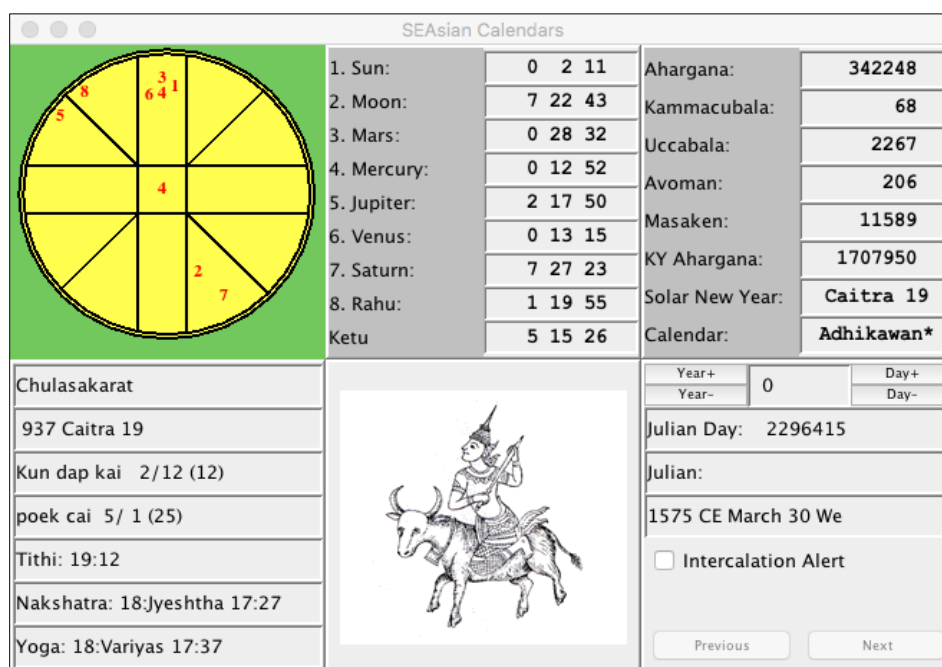 SEAsian Calendars
3
8 6 4 1
5
4
2
7
1. Sun: 0 2 11
2. Moon: 7 22 43
3. Mars: 0 28 32
4. Mercury: 0 12 52
5. Jupiter: 2 17 50
6. Venus: 0 13 15
7. Saturn: 7 27 23
8. Rahu: 1 19 55
Ketu 5 15 26
Ahargana: 342248
Kammacubala: 68
Uccabala: 2267
Avoman: 206
Masaken: 11589
KY Ahargana: 1707950
Solar New Year: Caitra 19
Calendar: Adhikawan*
Chulasakarat
937 Caitra 19
Kun dap kai 2/12 (12)
poek cai 5/ 1 (25)
Tithi: 19:12
Nakshatra: 18:Jyeshtha 17:27
Yoga: 18:Variyas 17:37
Year+ 0 Day+
Year- Day-
Julian Day: 2296415
Julian:
1575 CE March 30 We
Intercalation Alert
Previous Next